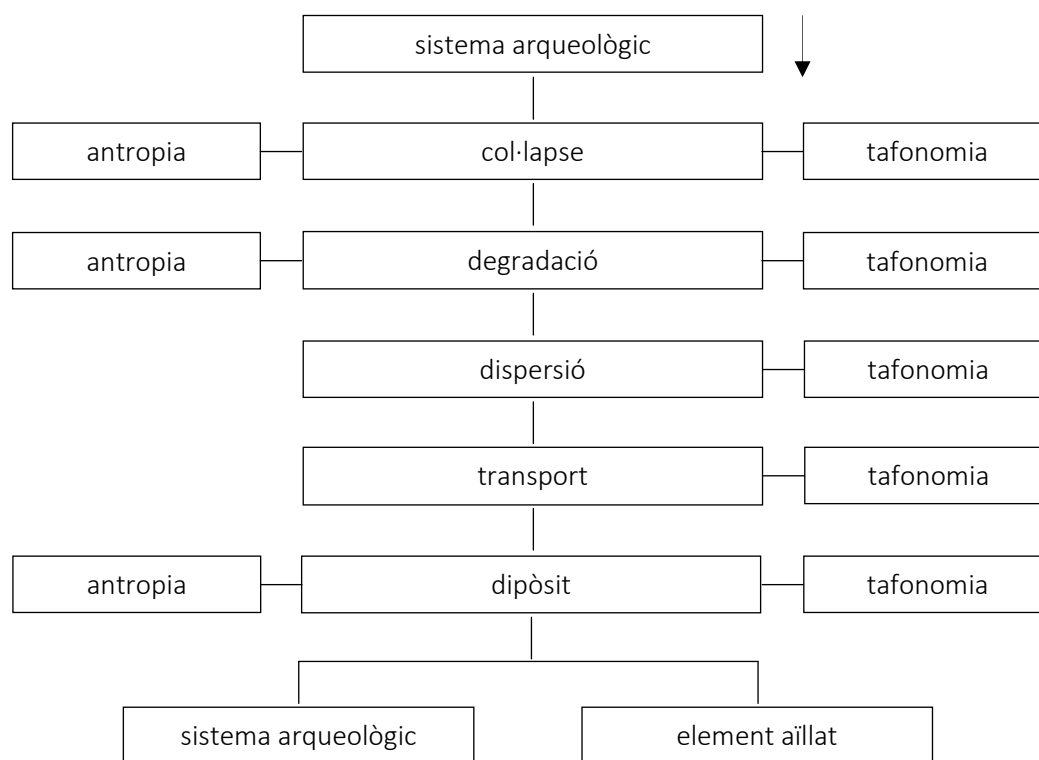 sistema arqueològic
antropia
col·lapse
tafonomia
antropia
degradació
tafonomia
dispersió
tafonomia
transport
tafonomia
antropia
dipòsit
tafonomia
sistema arqueològic
element aïllat